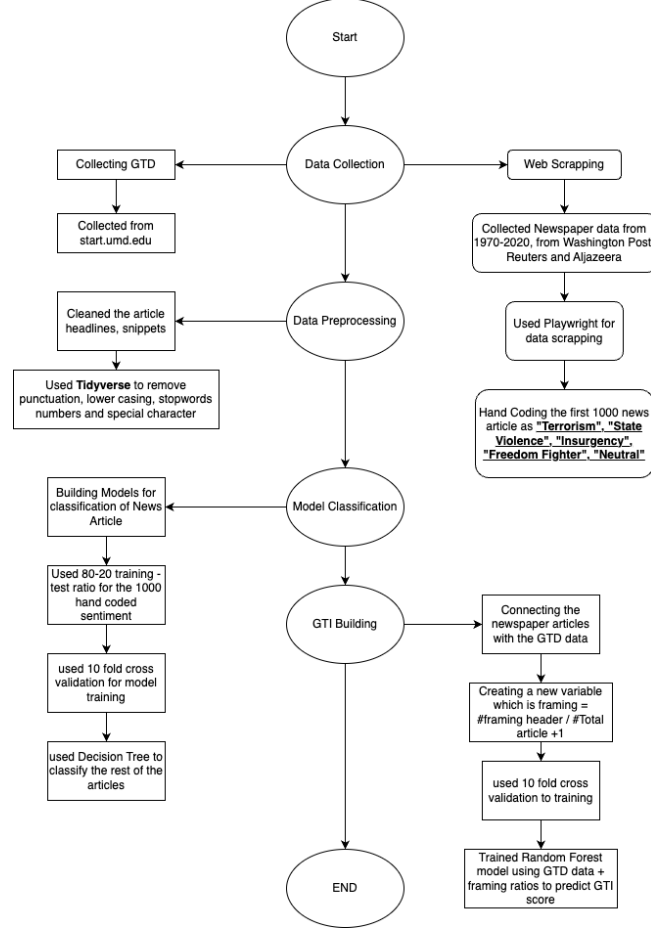 Start
Data Collection
Collecting GTD
Collected from
start.umd.edu
Web Scrapping
Collected Newspaper data from
1970-2020, from Washington Post,
Reuters and Aljazeera
Used Playwright for
data scrapping
Hand Coding the first 1000 news
article as "Terrorism", "State
Violence", "Insurgency",
"Freedom Fighter", "Neutral"
Data Preprocessing
Cleaned the article
headlines, snippets
Used Tidyverse to remove
punctuation, lower casing, stopwords
numbers and special character
Model Classification
Building Models for
classification of News
Article
Used 80-20 training -
test ratio for the 1000
hand coded
sentiment
used 10 fold cross
validation for model
training
used Decision Tree to
classify the rest of the
articles
GTI Building
Connecting the
newspaper articles
with the GTD data
Creating a new variable
which is framing =
#framing header / #Total
article +1
used 10 fold cross
validation to training
Trained Random Forest
model using GTD data +
framing ratios to predict GTI
score
END